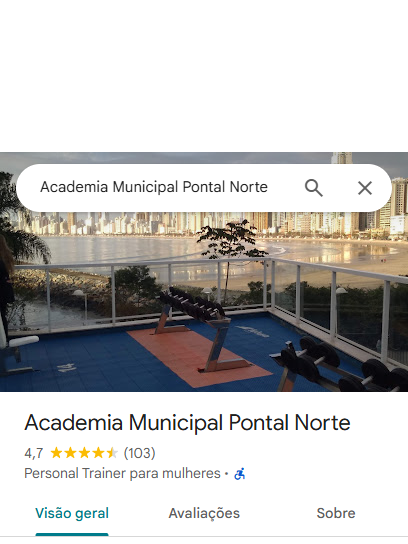 Academia Municipal Pontal Norte
Academia Municipal Pontal Norte
4,7 (103)
Personal Trainer para mulheres ·
Visão geral Avaliações Sobre